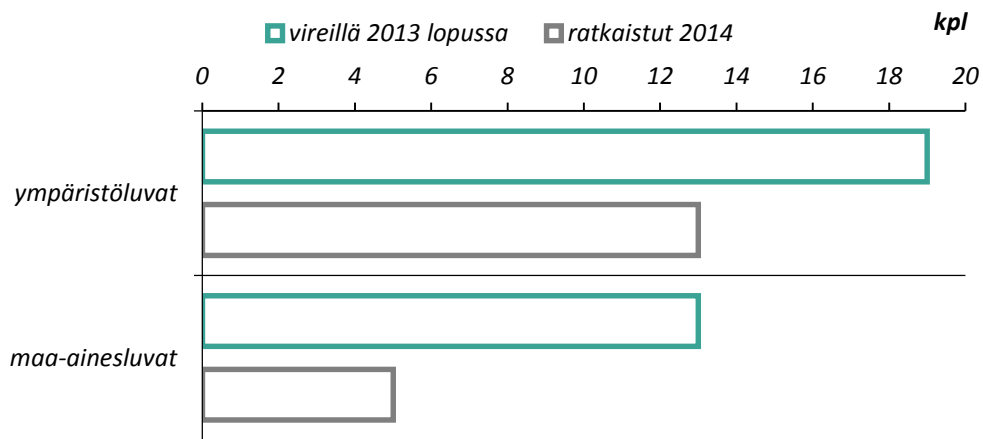 vireillä 2013 lopussa ratkaistut 2014 kpl
0 2 4 6 8 10 12 14 16 18 20
ympäristöluvat
maa-ainesluvat